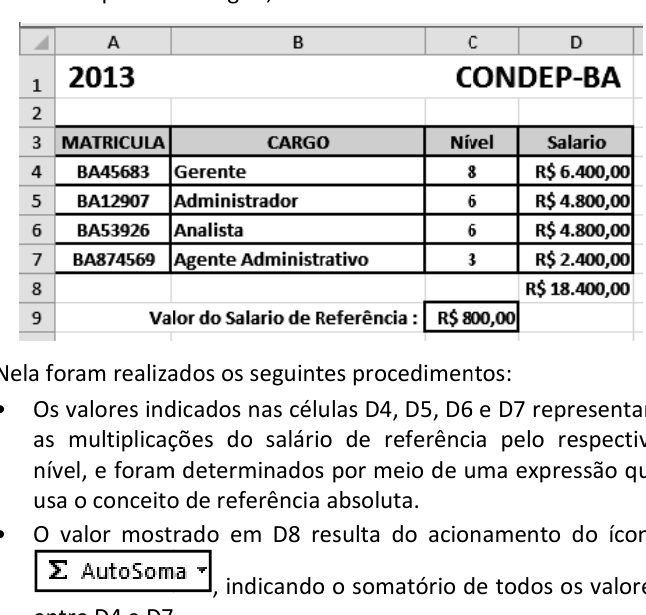 A B C D
1 2013 CONDEP-BA
2
3 MATRICULA CARGO Nível Salario
4 BA45683 Gerente 8 R$ 6.400,00
5 BA12907 Administrador 6 R$ 4.800,00
6 BA53926 Analista 6 R$ 4.800,00
7 BA874569 Agente Administrativo 3 R$ 2.400,00
8 R$ 18.400,00
9 Valor do Salario de Referência : R$ 800,00
Nela foram realizados os seguintes procedimentos:
• Os valores indicados nas células D4, D5, D6 e D7 representa
as multiplicações do salário de referência pelo respectiv
nível, e foram determinados por meio de uma expressão qu
usa o conceito de referência absoluta.
• O valor mostrado em D8 resulta do acionamento do ícon
Σ AutoSoma , indicando o somatório de todos os valore
entre D4 e D7